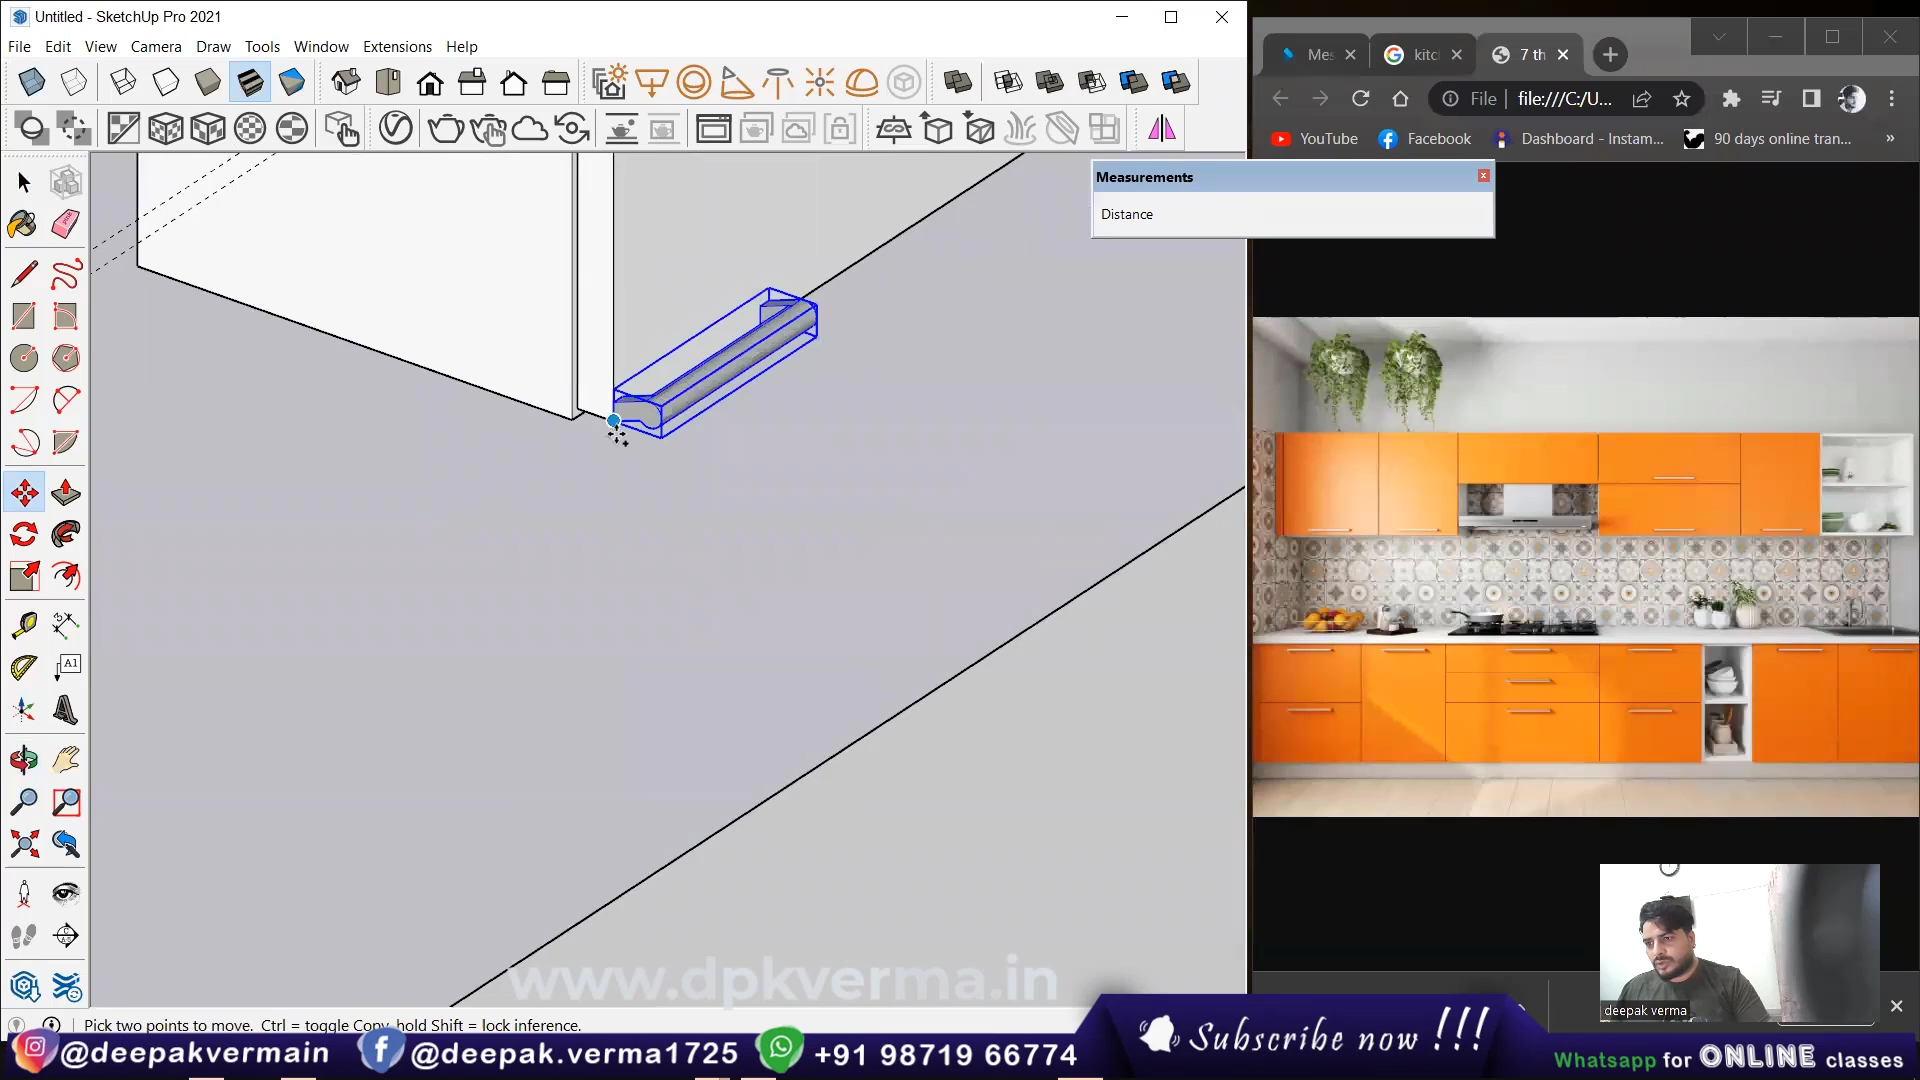 Untitled - SketchUp Pro 2021
File Edit View Camera Draw Tools Window Extensions Help
Mes
kitcl
7 th
File file:///C:/U...
YouTube Facebook Dashboard - Instam... 90 days online tran... »
Measurements
Distance
A1
www.dpkverma.in
deepak verma
Pick two points to move. Ctrl = toggle Copy, hold Shift = lock inference.
@deepakvermain @deepak.verma1725 +91 98719 66774
Subscribe now !!!
Whatsapp for ONLINE classes